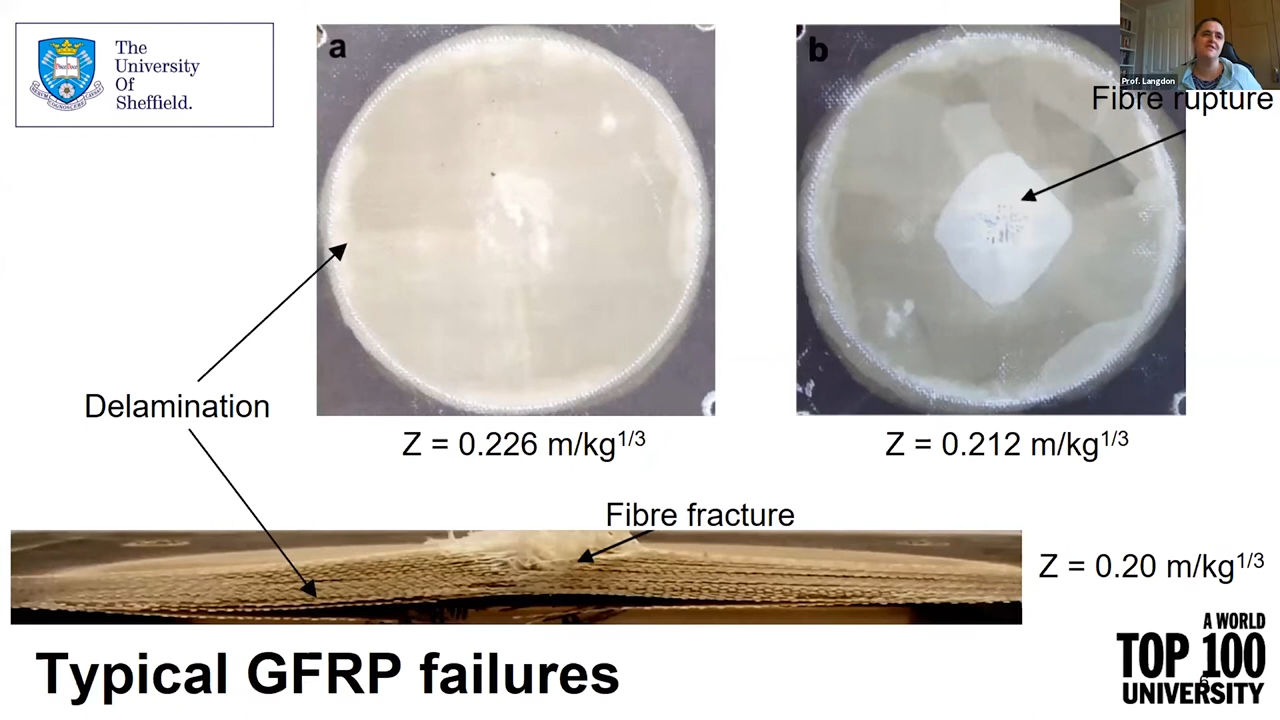 The
University
Of
Sheffield.
a
b
Prof. Langdon
Fibre rupture
Delamination
Z = 0.226 m/kg1/3
Z = 0.212 m/kg1/3
Fibre fracture
Z = 0.20 m/kg1/3
Typical GFRP failures
A WORLD
TOP 100
UNIVERSITY
6